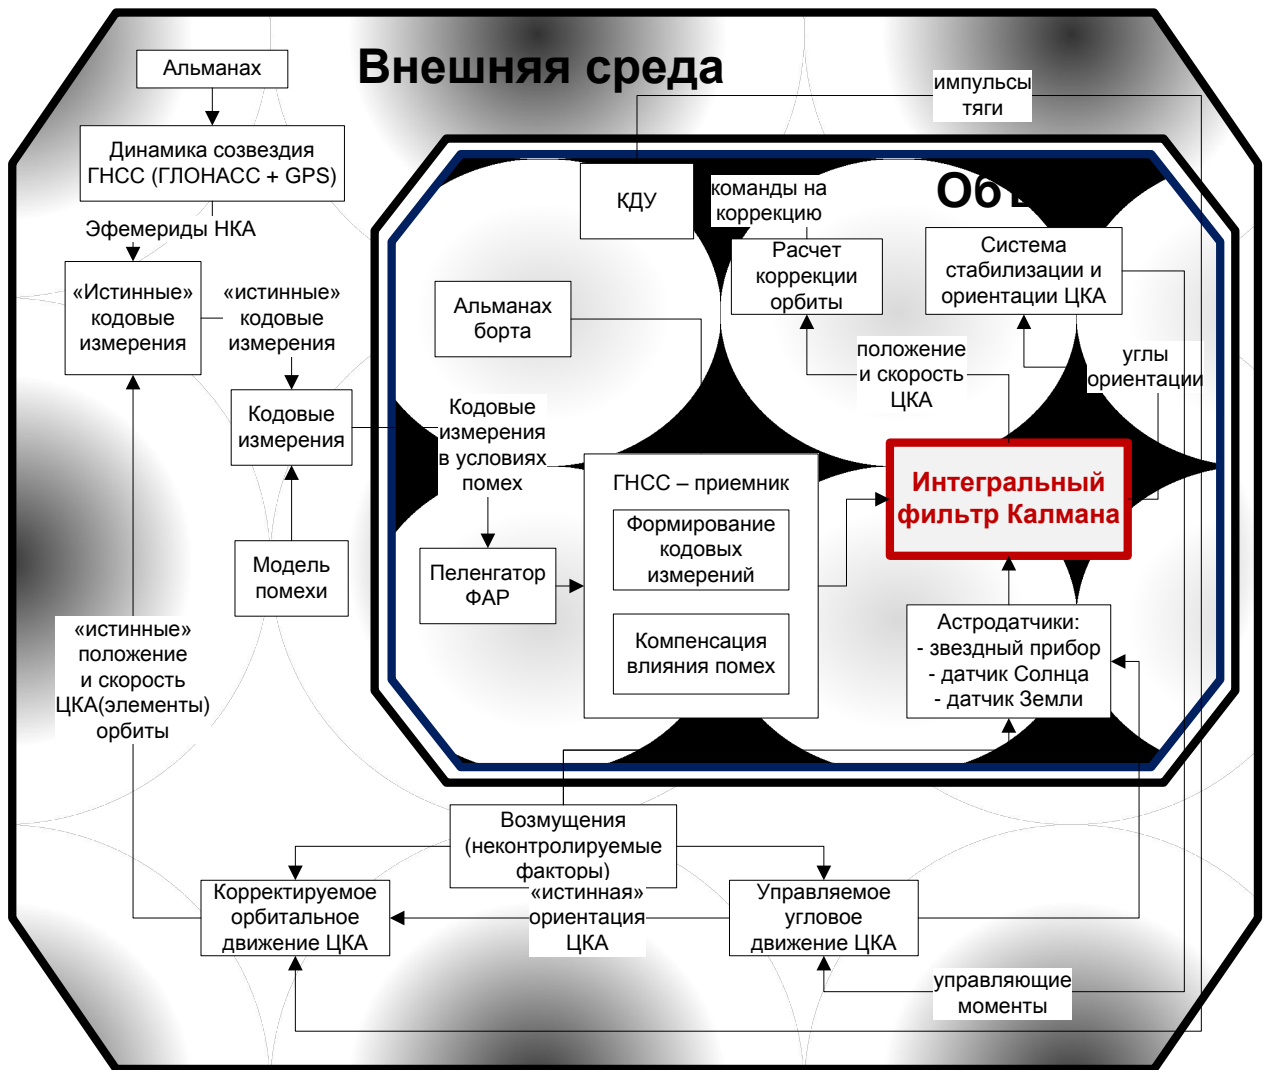 Внешняя среда
Альманах
импульсы
тяги
Динамика созвездия
ГНСС (ГЛОНАСС + GPS)
КДУ
команды на
коррекцию
Эфемериды НКА
Расчет
коррекции
орбиты
Система
стабилизации и
ориентации ЦКА
«Истинные»
кодовые
измерения
«истинные»
кодовые
измерения
Альманах
борта
положение
и скорость
ЦКА
углы
ориентации
Кодовые
измерения
Кодовые
измерения
в условиях
помех
ГНСС – приемник
Формирование
кодовых
измерений
Компенсация
влияния помех
Интегральный
фильтр Калмана
Модель
помехи
Пеленгатор
ФАР
Астродатчики:
- звездный прибор
- датчик Солнца
- датчик Земли
«истинные»
положение
и скорость
ЦКА(элементы)
орбиты
Возмущения
(неконтролируемые
факторы)
Корректируемое
орбитальное
движение ЦКА
«истинная»
ориентация
ЦКА
Управляемое
угловое
движение ЦКА
управляющие
моменты